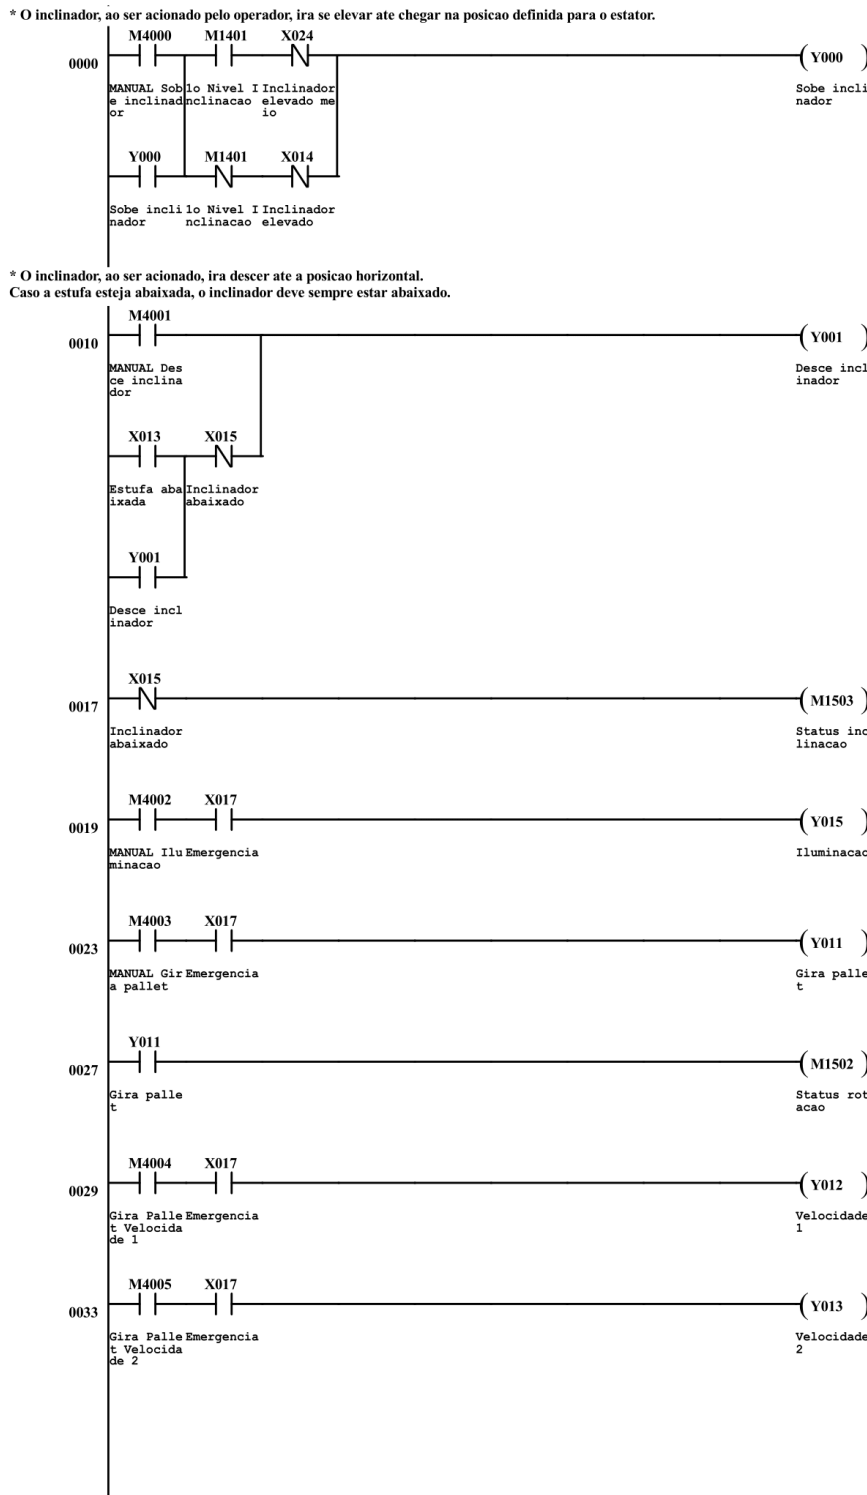 * O inclinador, ao ser acionado pelo operador, ira se elevar ate chegar na posicao definida para o estator.
M4000 M1401 X024
0000 Y000
MANUAL Sob 1o Nivel I Inclinador Sobe incli
e inclinad nclinacao elevado me nador
or io
Y000 M1401 X014
Sobe incli 1o Nivel I Inclinador
nador nclinacao elevado
* O inclinador, ao ser acionado, ira descer ate a posicao horizontal.
Caso a estufa esteja abaixada, o inclinador deve sempre estar abaixado.
M4001
0010 Y001
MANUAL Des Desce incl
ce inclina inador
dor
X013 X015
Estufa aba Inclinador
ixada abaixado
Y001
Desce incl
inador
X015
0017 M1503
Inclinador Status inc
abaixado linacao
M4002 X017
0019 Y015
MANUAL Ilu Emergencia Iluminacao
minacao
M4003 X017
0023 Y011
MANUAL Gir Emergencia Gira palle
a pallet t
Y011
0027 M1502
Gira palle Status rot
t acao
M4004 X017
0029 Y012
Gira Palle Emergencia Velocidade
t Velocida 1
de 1
M4005 X017
0033 Y013
Gira Palle Emergencia Velocidade
t Velocida 2
de 2